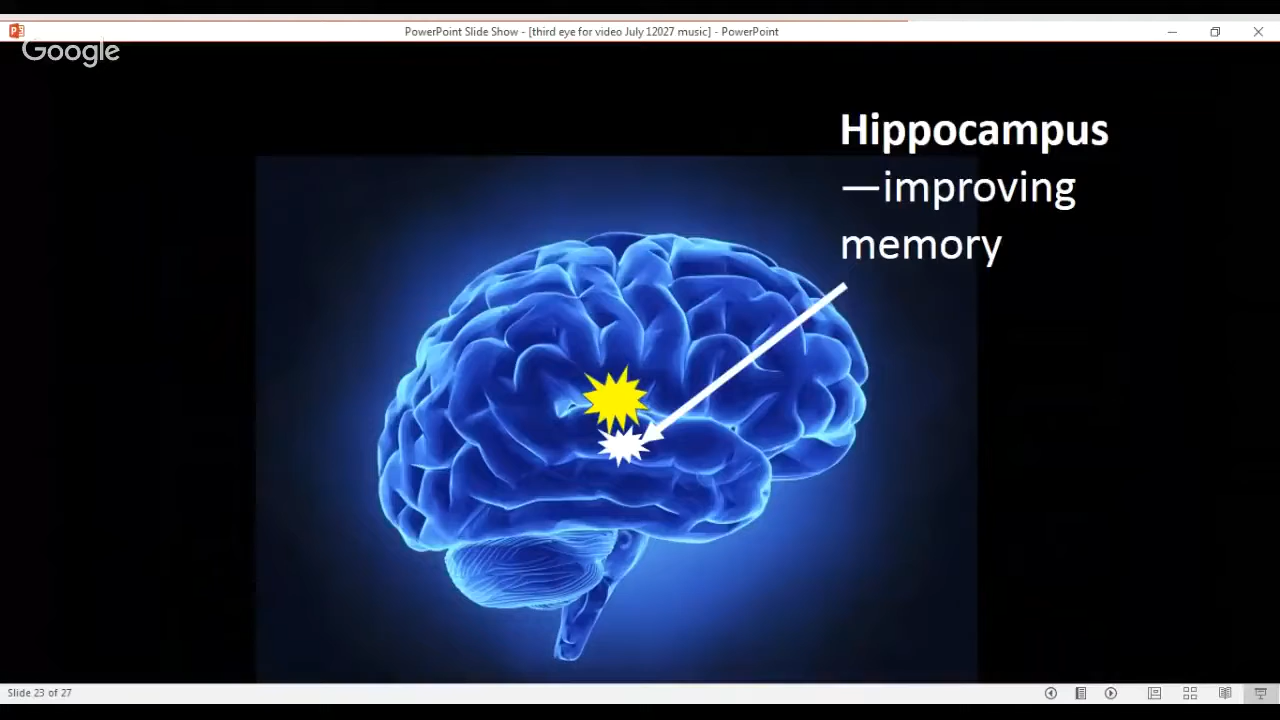 PowerPoint Slide Show - [third eye for video July 12027 music] - PowerPoint
Google
Hippocampus
—improving
memory
Slide 23 of 27